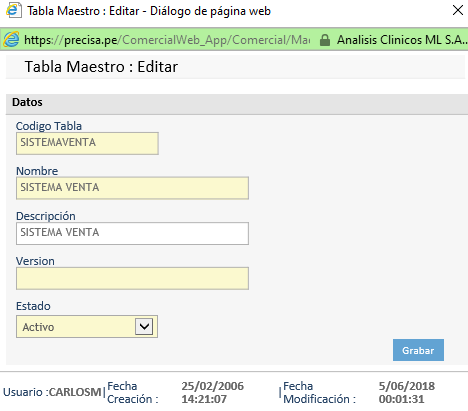 Tabla Maestro : Editar - Diálogo de página web
https://precisa.pe/ComercialWeb_App/Comercial/Ma Analisis Clinicos ML S.A..
Tabla Maestro : Editar
Datos
Codigo Tabla
SISTEMAVENTA
Nombre
SISTEMA VENTA
Descripción
SISTEMA VENTA
Version
Estado
Activo
Grabar
Usuario :CARLOSM| Fecha Creación : 25/02/2006 14:21:07 | Fecha Modificación : 5/06/2018 00:01:31